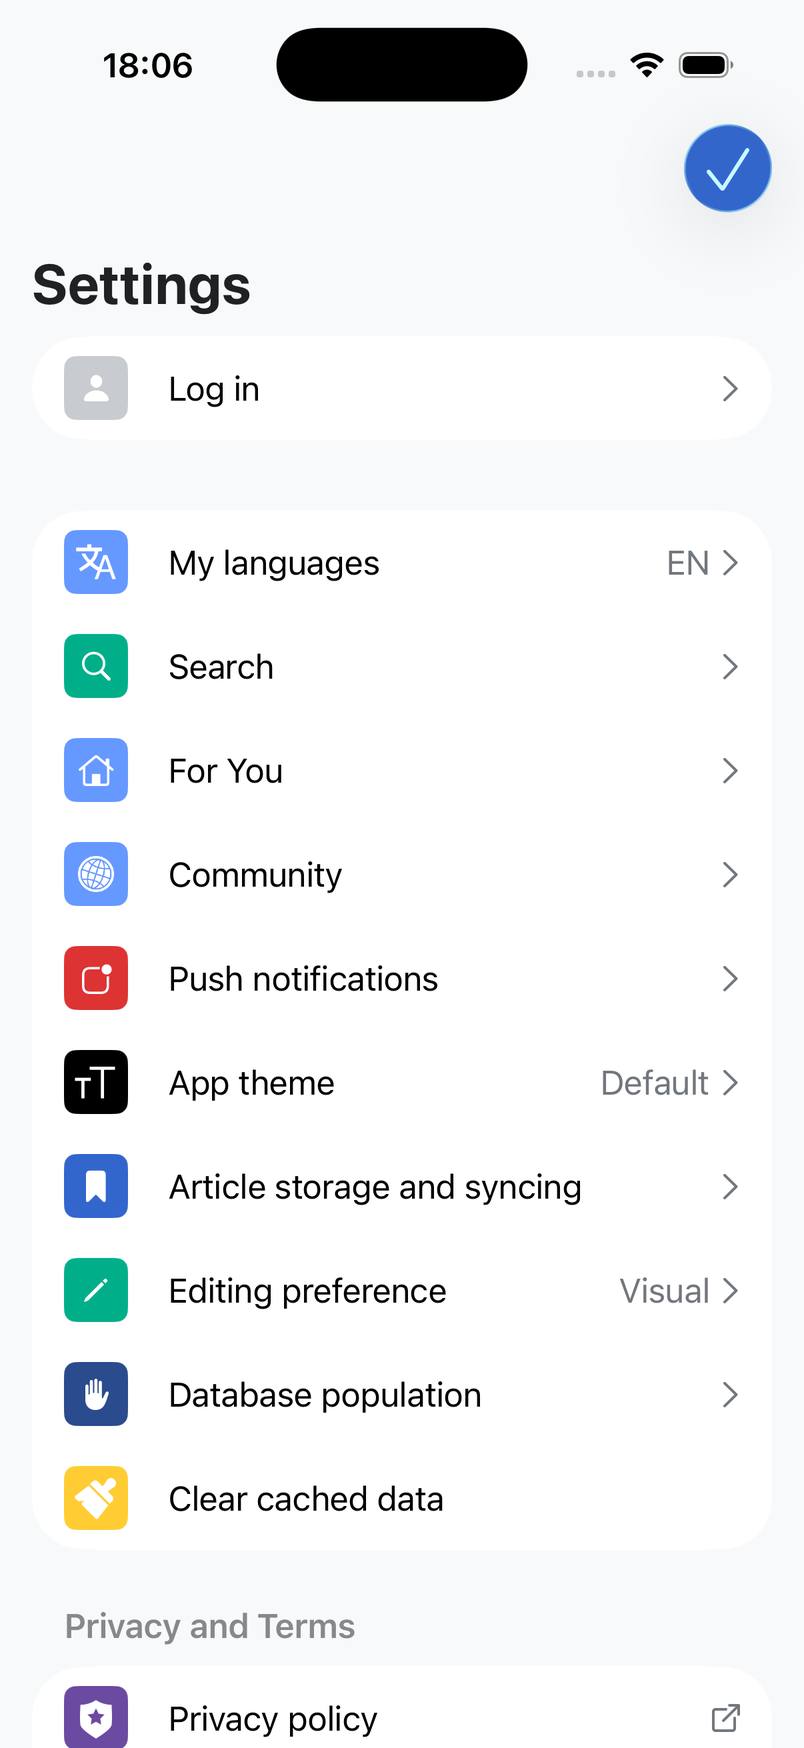 18:06
Settings
Log in
My languages EN
Search
For You
Community
Push notifications
App theme Default
Article storage and syncing
Editing preference Visual
Database population
Clear cached data
Privacy and Terms
Privacy policy